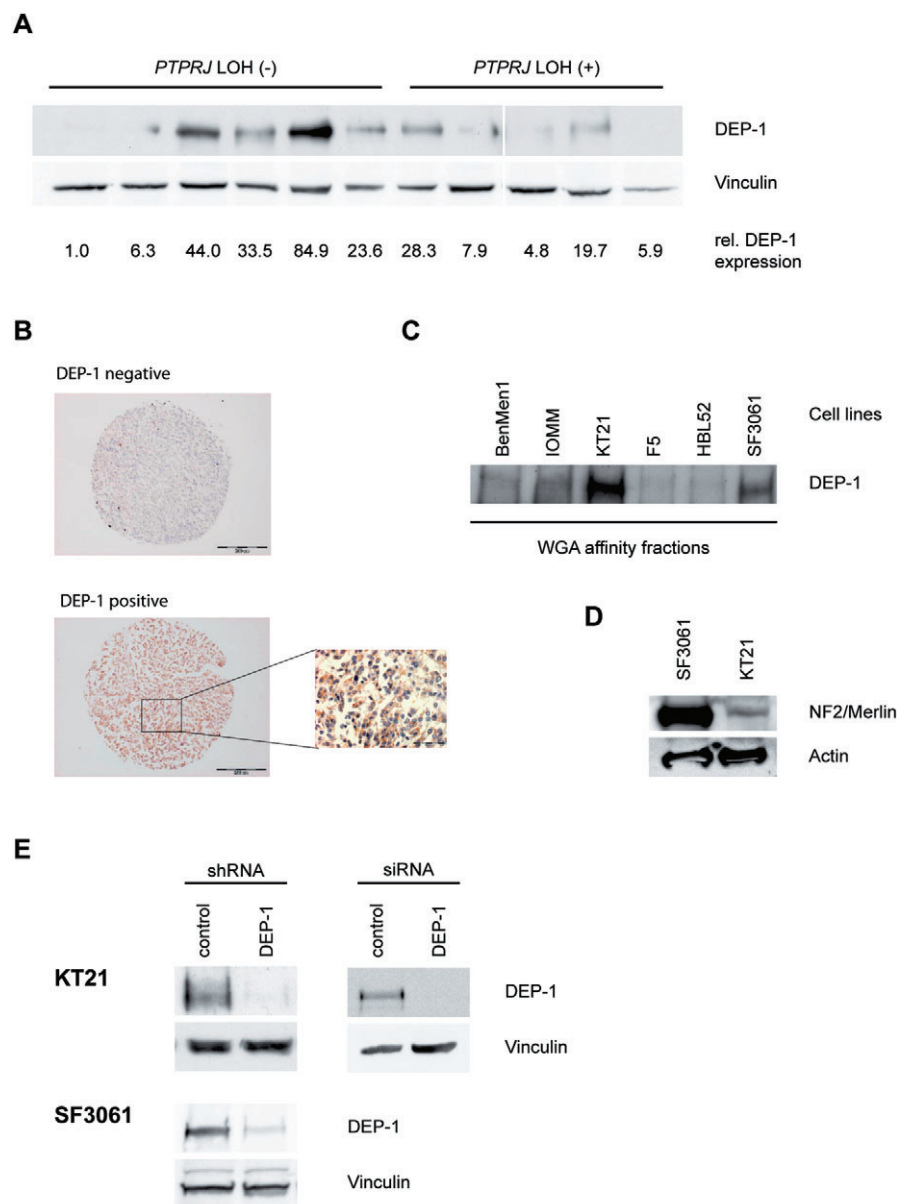 A
PTPRJ LOH (-) PTPRJ LOH (+)
DEP-1
Vinculin
1.0 6.3 44.0 33.5 84.9 23.6 28.3 7.9 4.8 19.7 5.9 rel. DEP-1
expression
B
DEP-1 negative
DEP-1 positive
C
BenMen1 IOMM KT21 F5 HBL52 SF3061 Cell lines
DEP-1
WGA affinity fractions
D
SF3061 KT21
NF2/Merlin
Actin
E
shRNA siRNA
control DEP-1 control DEP-1
KT21
DEP-1
Vinculin
SF3061
DEP-1
Vinculin